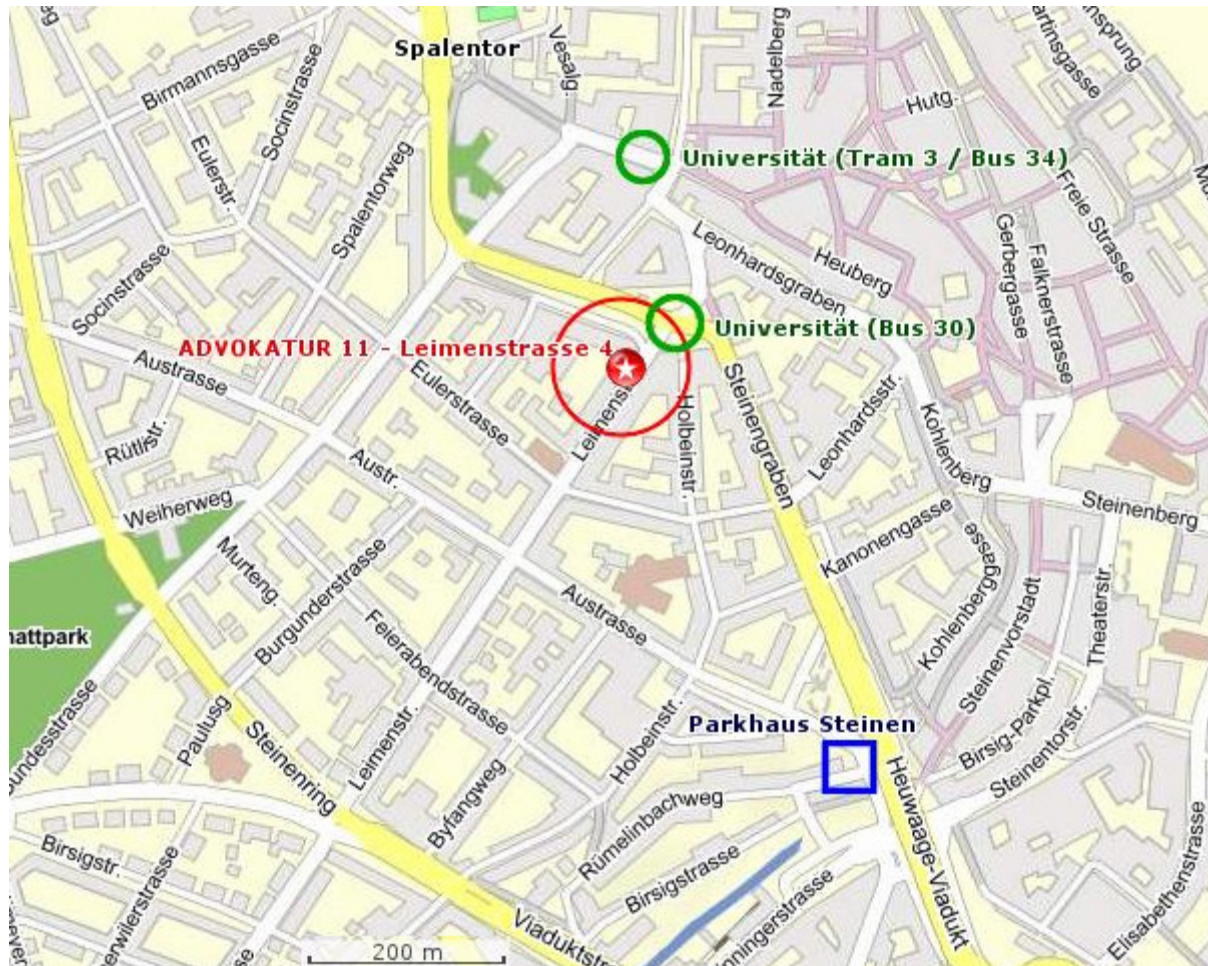 Spalentor
Vesalg.
Nadelberg
Hutg.
Birmannsgasse
Socinstrasse
Eulerstr.
Spalentorweg
Universität (Tram 3 / Bus 34)
Freie Strasse
Leonhardsgraben
Heuberg
Gerbergasse
Falknerstrasse
Socinstrasse
Universität (Bus 30)
ADVOKATUR 11 - Leimenstrasse 4
Austrasse
Eulerstrasse
Holbeinstr.
Steinengraben
Leonhardsstr.
Kohlenberg
Rütlistr.
Austr.
Weiherweg
Steinenberg
Kanonengasse
Kohlenberggasse
Murteng.
Burgunderstrasse
Feierabendstrasse
Austrasse
Steinenvorstadt
Theaterstr.
Paulusg
Steinenring
Leimenstr.
Byfangweg
Holbeinstr.
Parkhaus Steinen
Birsig-Parkpl.
Steinentorstr.
Heuwaage-Viadukt
Rümelinbachweg
Birsigstr.
Birsigstrasse
Elisabethenstrasse
200 m